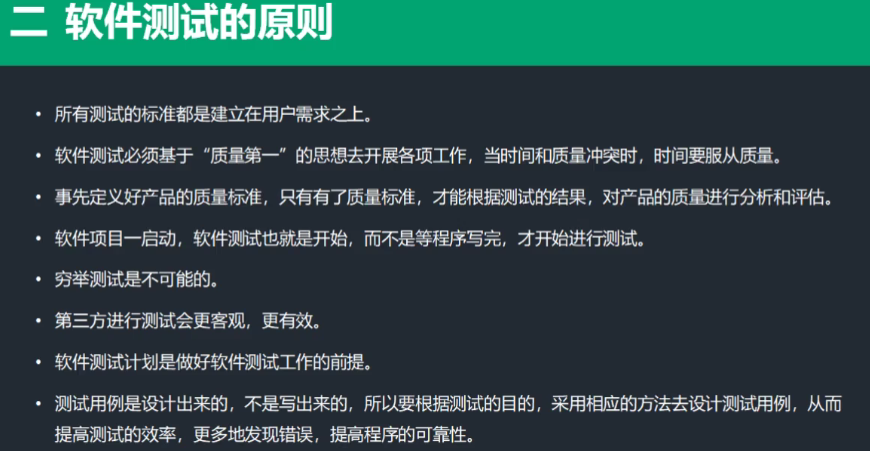 二 软件测试的原则
• 所有测试的标准都是建立在用户需求之上。
• 软件测试必须基于“质量第一”的思想去开展各项工作，当时间和质量冲突时，时间要服从质量。
• 事先定义好产品的质量标准，只有有了质量标准，才能根据测试的结果，对产品的质量进行分析和评估。
• 软件项目一启动，软件测试也就是开始，而不是等程序写完，才开始进行测试。
• 穷举测试是不可能的。
• 第三方进行测试会更客观，更有效。
• 软件测试计划是做好软件测试工作的前提。
• 测试用例是设计出来的，不是写出来的，所以要根据测试的目的，采用相应的方法去设计测试用例，从而
提高测试的效率，更多地发现错误，提高程序的可靠性。